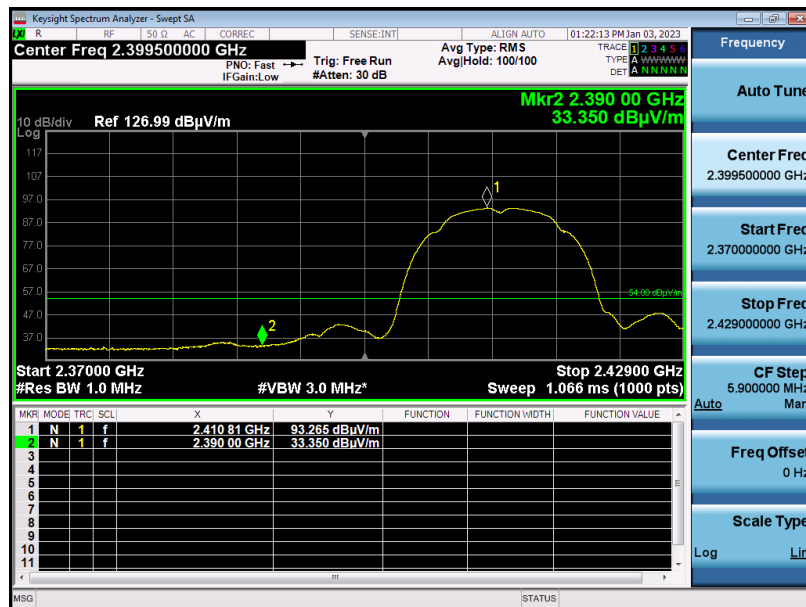 Keysight Spectrum Analyzer - Swept SA
LXI R RF 50 Ω AC CORREC SENSE:INT ALIGN AUTO 01:22:13 PM Jan 03, 2023
Center Freq 2.399500000 GHz
PNO: Fast
IFGain:Low
Trig: Free Run
#Atten: 30 dB
Avg Type: RMS
Avg|Hold: 100/100
TRACE 1 2 3 4 5 6
TYPE A W W W W W
DET A N N N N N
Mkr2 2.390 00 GHz
33.350 dBµV/m
10 dB/div Ref 126.99 dBµV/m
Log
117
107
97.0
87.0
77.0
67.0
57.0
47.0
37.0
1
2
54.00 dBµV/m
Start 2.37000 GHz Stop 2.42900 GHz
#Res BW 1.0 MHz #VBW 3.0 MHz* Sweep 1.066 ms (1000 pts)
MKR MODE TRC SCL X Y FUNCTION FUNCTION WIDTH FUNCTION VALUE
1 N 1 f 2.410 81 GHz 93.265 dBµV/m
2 N 1 f 2.390 00 GHz 33.350 dBµV/m
3
4
5
6
7
8
9
10
11
MSG STATUS
Frequency
Auto Tune
Center Freq
2.399500000 GHz
Start Freq
2.370000000 GHz
Stop Freq
2.429000000 GHz
CF Step
5.900000 MHz
Auto Man
Freq Offset
0 Hz
Scale Type
Log Lin